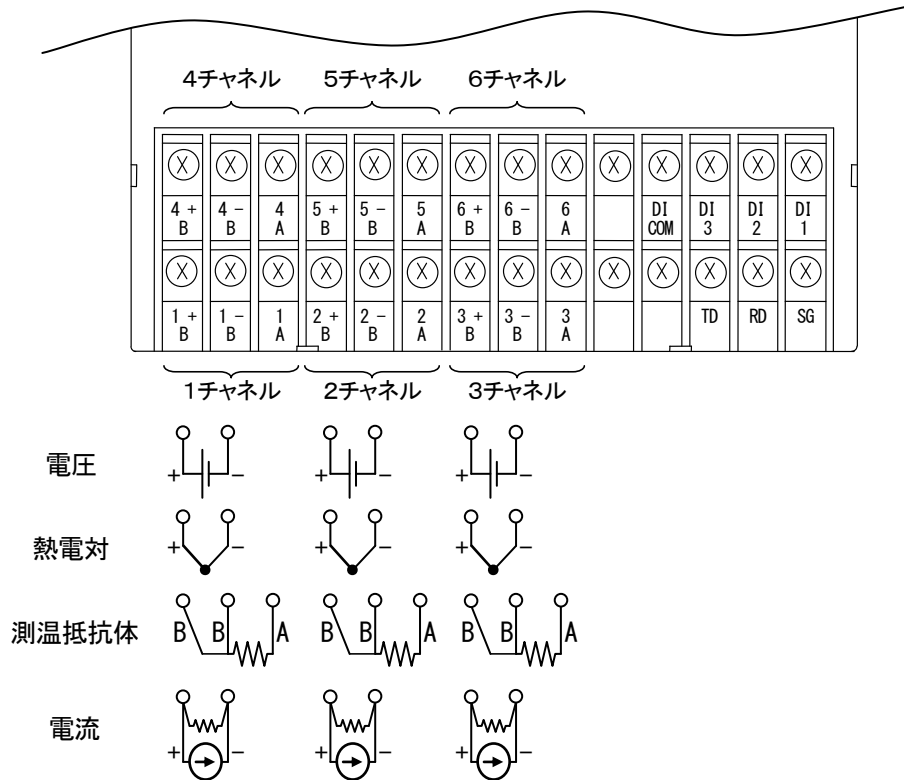 4チャネル 5チャネル 6チャネル
4+ 4- 4 5+ 5- 5 6+ 6- 6 DI DI DI DI
B B A B B A B B A COM 3 2 1
1+ 1- 1 2+ 2- 2 3+ 3- 3 TD RD SG
B B A B B A B B A
1チャネル 2チャネル 3チャネル
電圧 + - + - + -
熱電対 + - + - + -
測温抵抗体 B B A B B A B B A
電流 + - + - + -